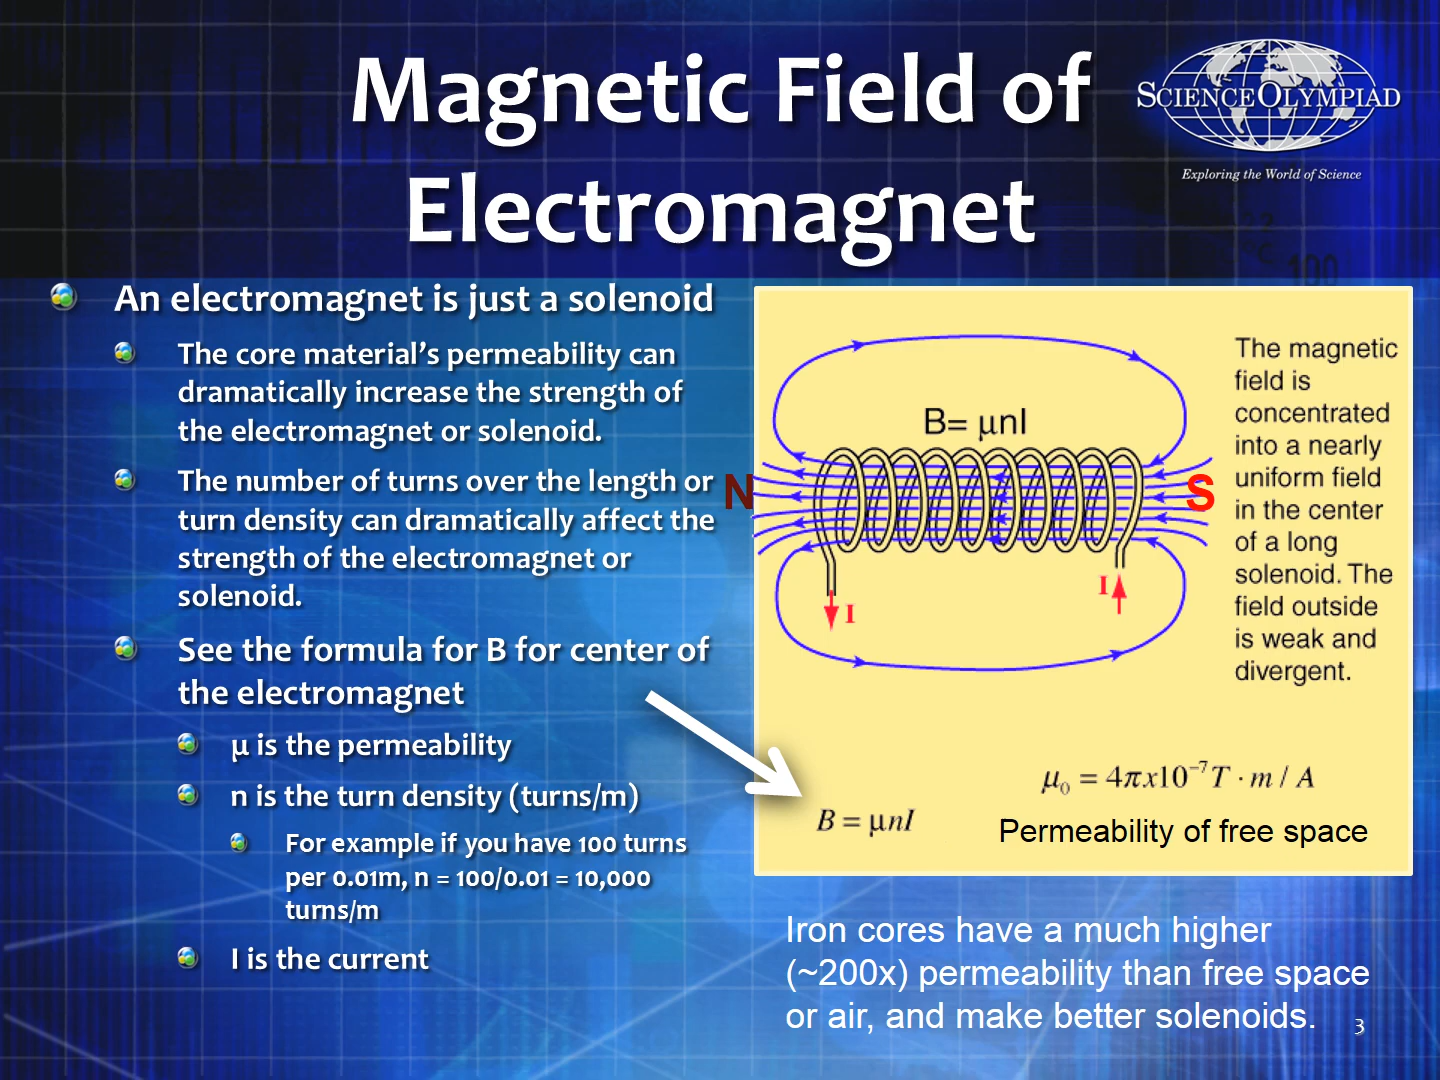 Magnetic Field of
Electromagnet
SCIENCE OLYMPIAD
Exploring the World of Science
An electromagnet is just a solenoid
The core material’s permeability can
dramatically increase the strength of
the electromagnet or solenoid.
The number of turns over the length or
turn density can dramatically affect the
strength of the electromagnet or
solenoid.
See the formula for B for center of
the electromagnet
µ is the permeability
n is the turn density (turns/m)
For example if you have 100 turns
per 0.01m, n = 100/0.01 = 10,000
turns/m
I is the current
B= µnI
N
S
I
I
The magnetic
field is
concentrated
into a nearly
uniform field
in the center
of a long
solenoid. The
field outside
is weak and
divergent.
μ₀ = 4πx10⁻⁷ T · m / A
B = µnI
Permeability of free space
Iron cores have a much higher
(~200x) permeability than free space
or air, and make better solenoids.
3
100